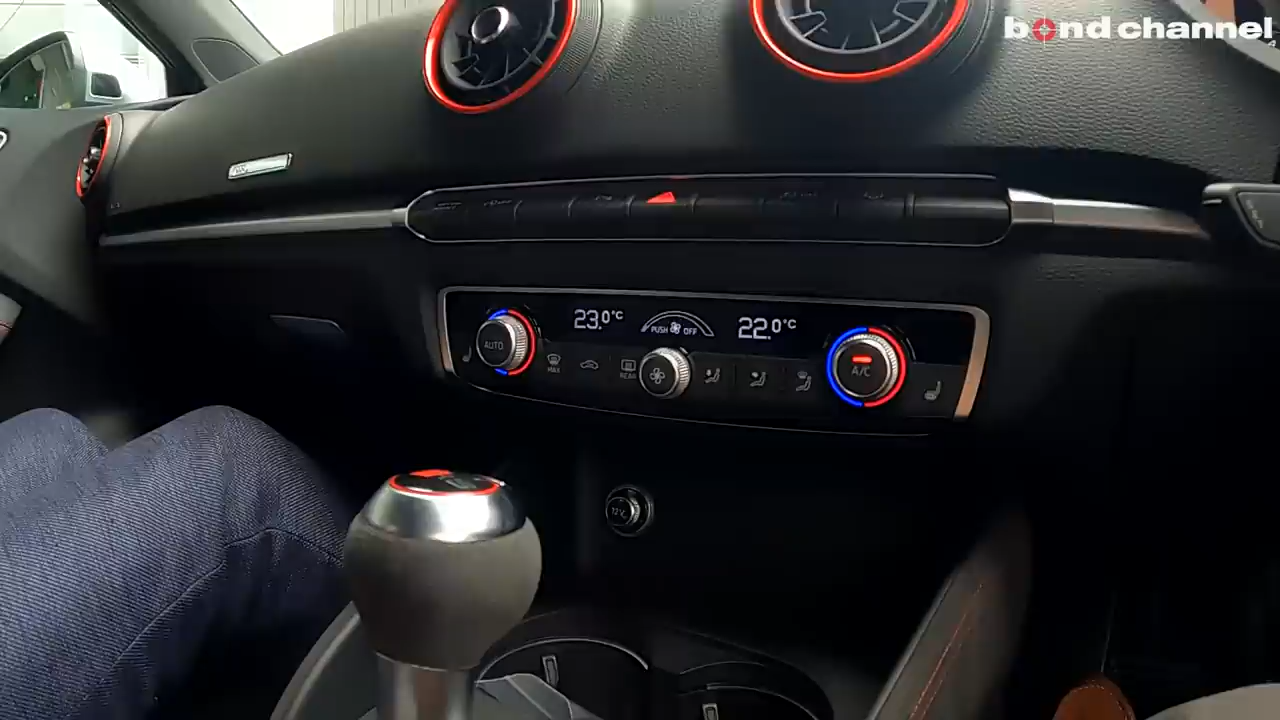 bond channel
23.0°C
PUSH OFF
22.0°C
AUTO
MAX
REAR
A/C
12V